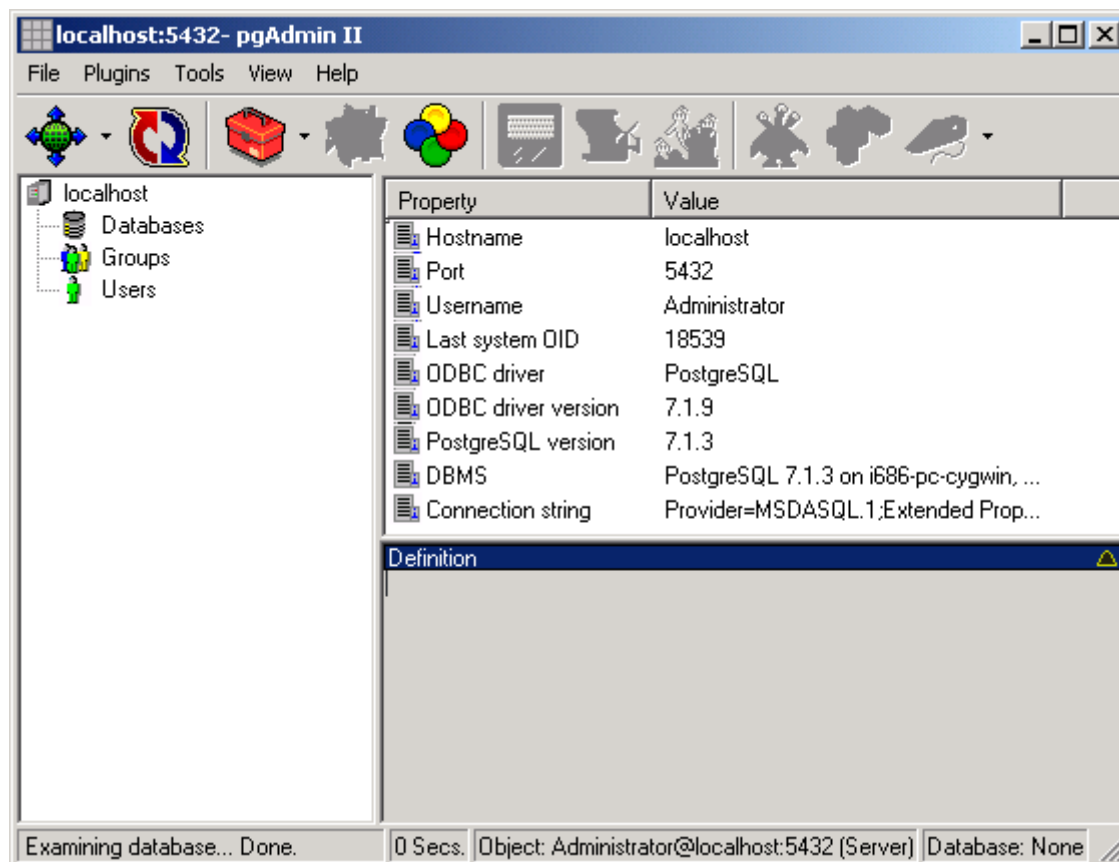 localhost:5432- pgAdmin II
File Plugins Tools View Help
localhost
Databases
Groups
Users
Property Value
Hostname localhost
Port 5432
Username Administrator
Last system OID 18539
ODBC driver PostgreSQL
ODBC driver version 7.1.9
PostgreSQL version 7.1.3
DBMS PostgreSQL 7.1.3 on i686-pc-cygwin, ...
Connection string Provider=MSDASQL.1;Extended Prop...
Definition
Examining database... Done. 0 Secs. Object: Administrator@localhost:5432 (Server) Database: None